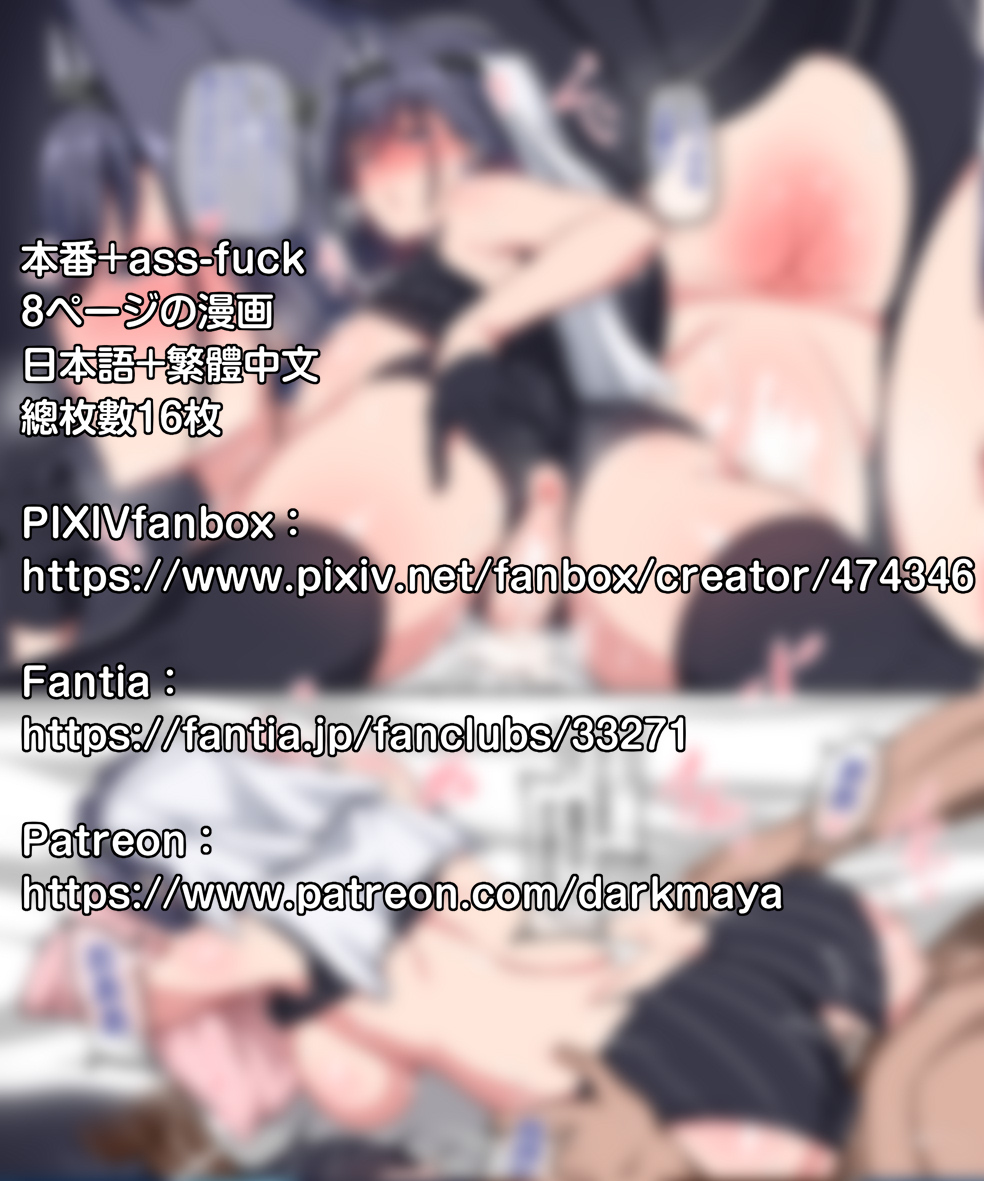 本番+ass-fuck
8ページの漫画
日本語+繁體中文
總枚數16枚
PIXIVfanbox：
https://www.pixiv.net/fanbox/creator/474346
Fantia：
https://fantia.jp/fanclubs/33271
Patreon：
https://www.patreon.com/darkmaya